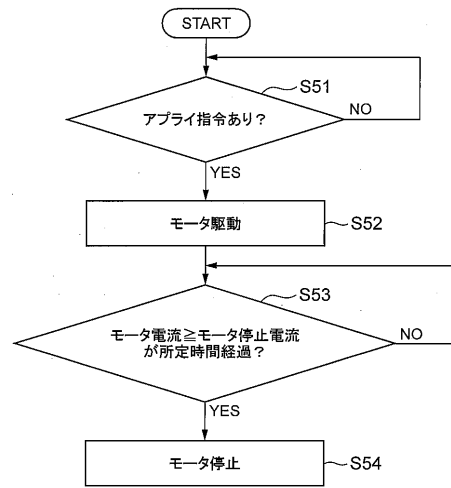 START
S51
アプライ指令あり?
NO
YES
モータ駆動
S52
S53
モータ電流≧モータ停止電流
が所定時間経過?
NO
YES
モータ停止
S54